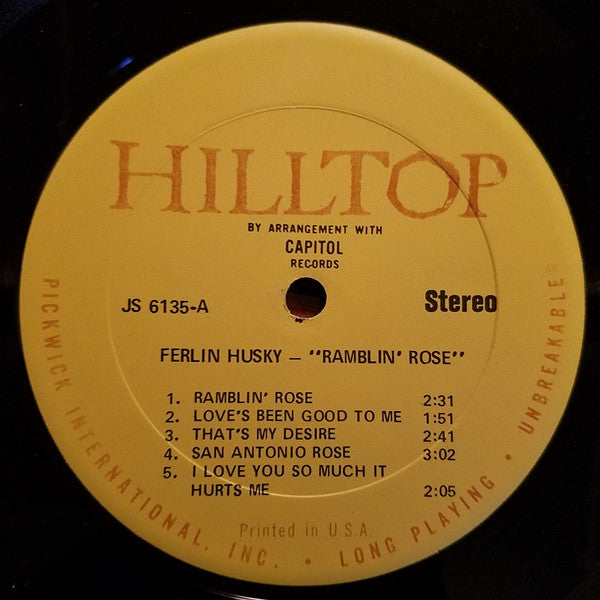 HILLTOP
BY ARRANGEMENT WITH
CAPITOL
RECORDS
JS 6135-A Stereo
FERLIN HUSKY – "RAMBLIN' ROSE"
1. RAMBLIN' ROSE 2:31
2. LOVE'S BEEN GOOD TO ME 1:51
3. THAT'S MY DESIRE 2:41
4. SAN ANTONIO ROSE 3:02
5. I LOVE YOU SO MUCH IT
HURTS ME 2:05
Printed in U.S.A.
PICKWICK INTERNATIONAL, INC. • LONG PLAYING • UNBREAKABLE®